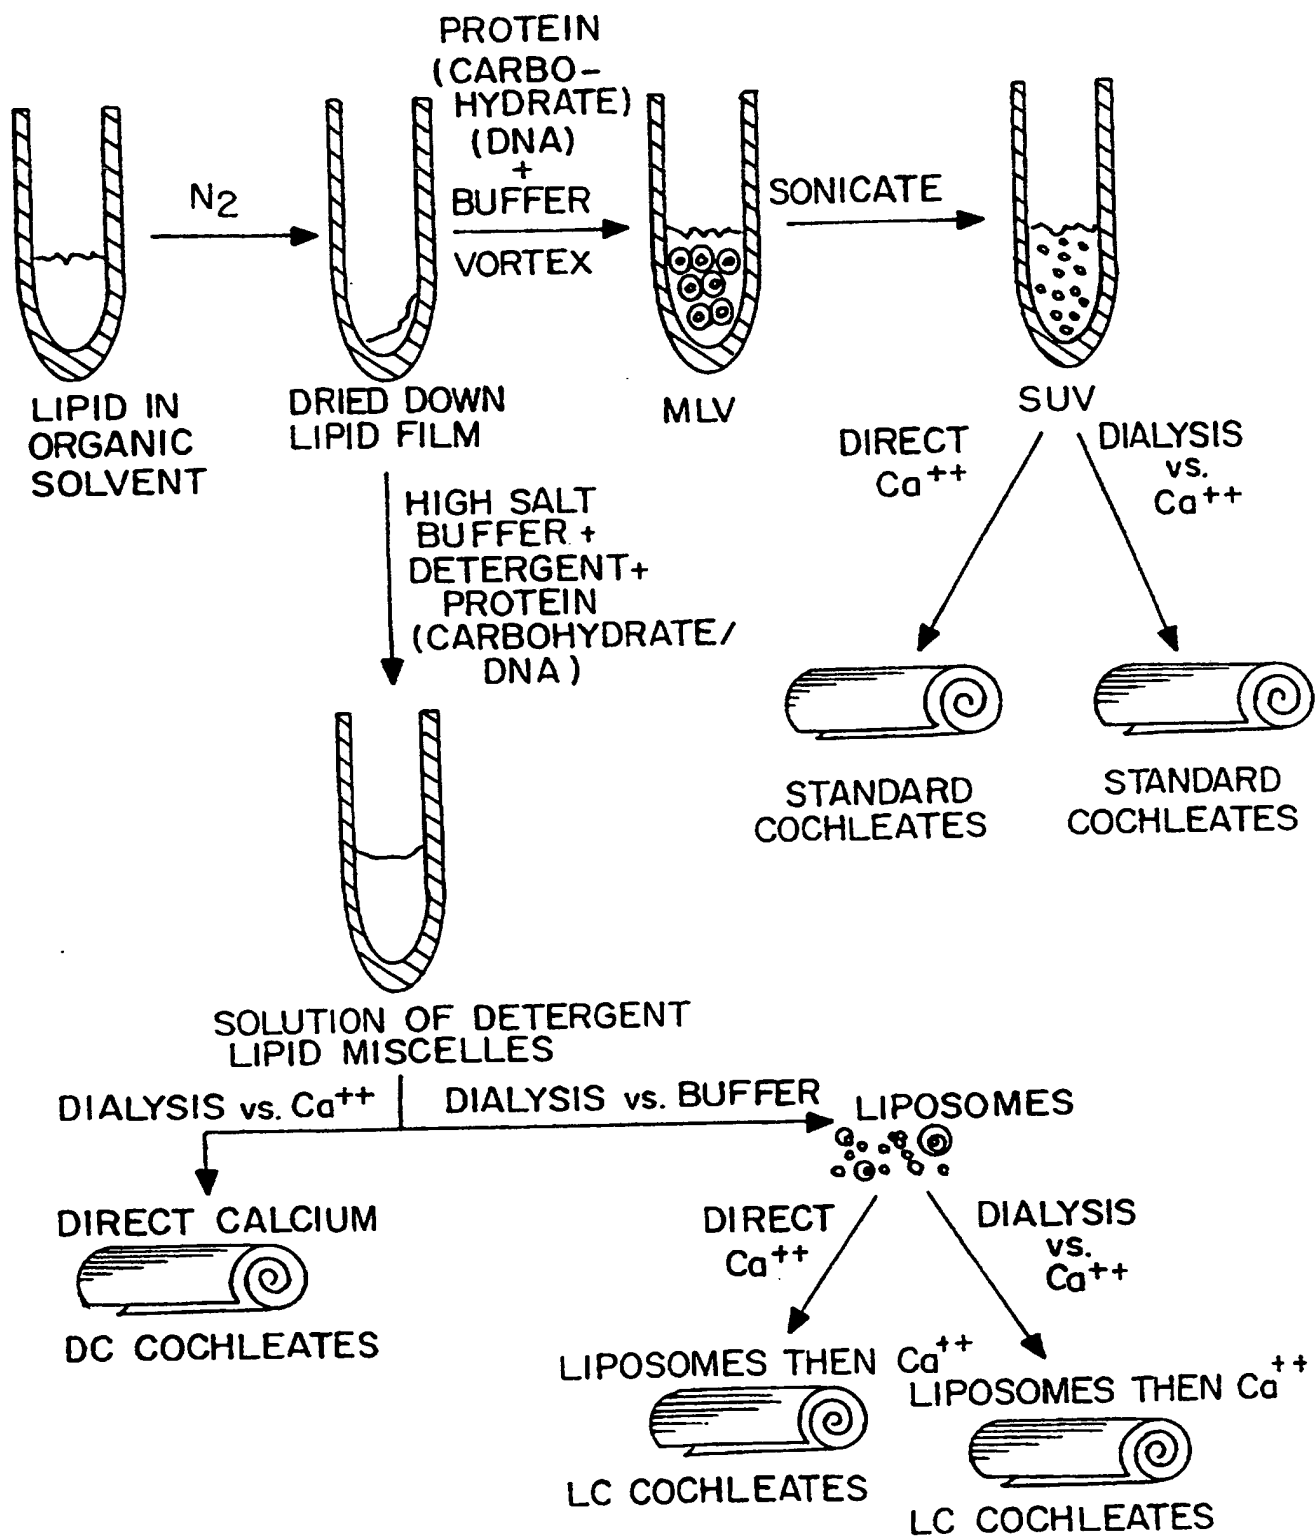 PROTEIN
(CARBO-
HYDRATE)
(DNA)
+
BUFFER
VORTEX
N2
SONICATE
LIPID IN
ORGANIC
SOLVENT
DRIED DOWN
LIPID FILM
MLV
SUV
DIRECT
Ca++
DIALYSIS
vs.
Ca++
HIGH SALT
BUFFER +
DETERGENT+
PROTEIN
(CARBOHYDRATE/
DNA)
STANDARD
COCHLEATES
STANDARD
COCHLEATES
SOLUTION OF DETERGENT
LIPID MISCELLES
DIALYSIS vs. Ca++
DIALYSIS vs. BUFFER
LIPOSOMES
DIRECT CALCIUM
DC COCHLEATES
DIRECT
Ca++
DIALYSIS
vs.
Ca++
LIPOSOMES THEN Ca++
LC COCHLEATES
LIPOSOMES THEN Ca++
LC COCHLEATES